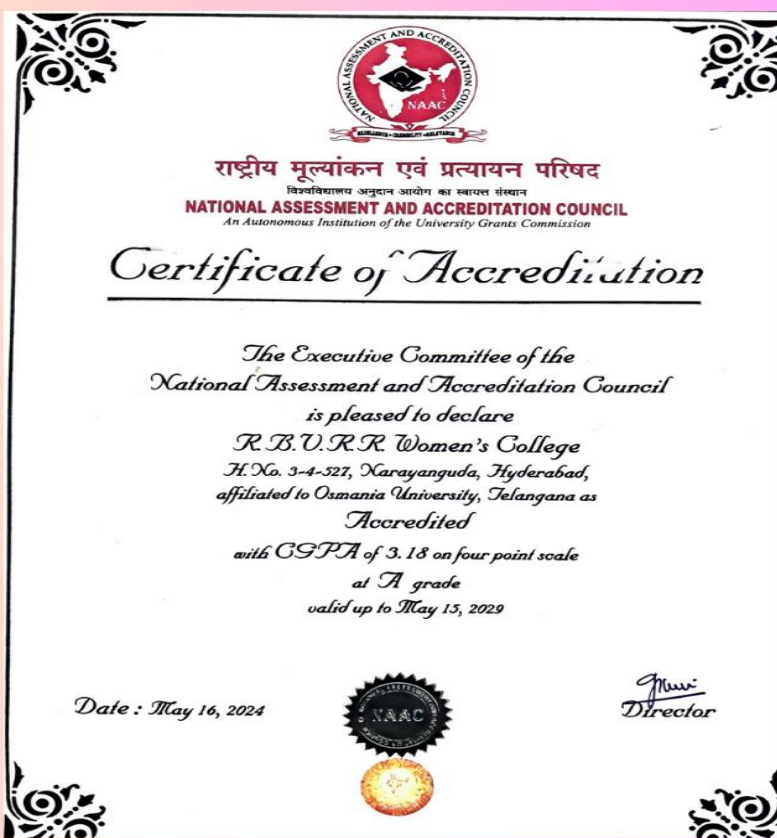 NATIONAL ASSESSMENT AND ACCREDITATION COUNCIL
NAAC
EXCELLENCE • CREDIBILITY • RELEVANCE
राष्ट्रीय मूल्यांकन एवं प्रत्यायन परिषद
विश्वविद्यालय अनुदान आयोग का स्वायत्त संस्थान
NATIONAL ASSESSMENT AND ACCREDITATION COUNCIL
An Autonomous Institution of the University Grants Commission
Certificate of Accreditation
The Executive Committee of the
National Assessment and Accreditation Council
is pleased to declare
R.B.V.R.R. Women's College
H.No. 3-4-527, Narayanguda, Hyderabad,
affiliated to Osmania University, Telangana as
Accredited
with CGPA of 3.18 on four point scale
at A grade
valid up to May 15, 2029
Date : May 16, 2024
NAAC
Director